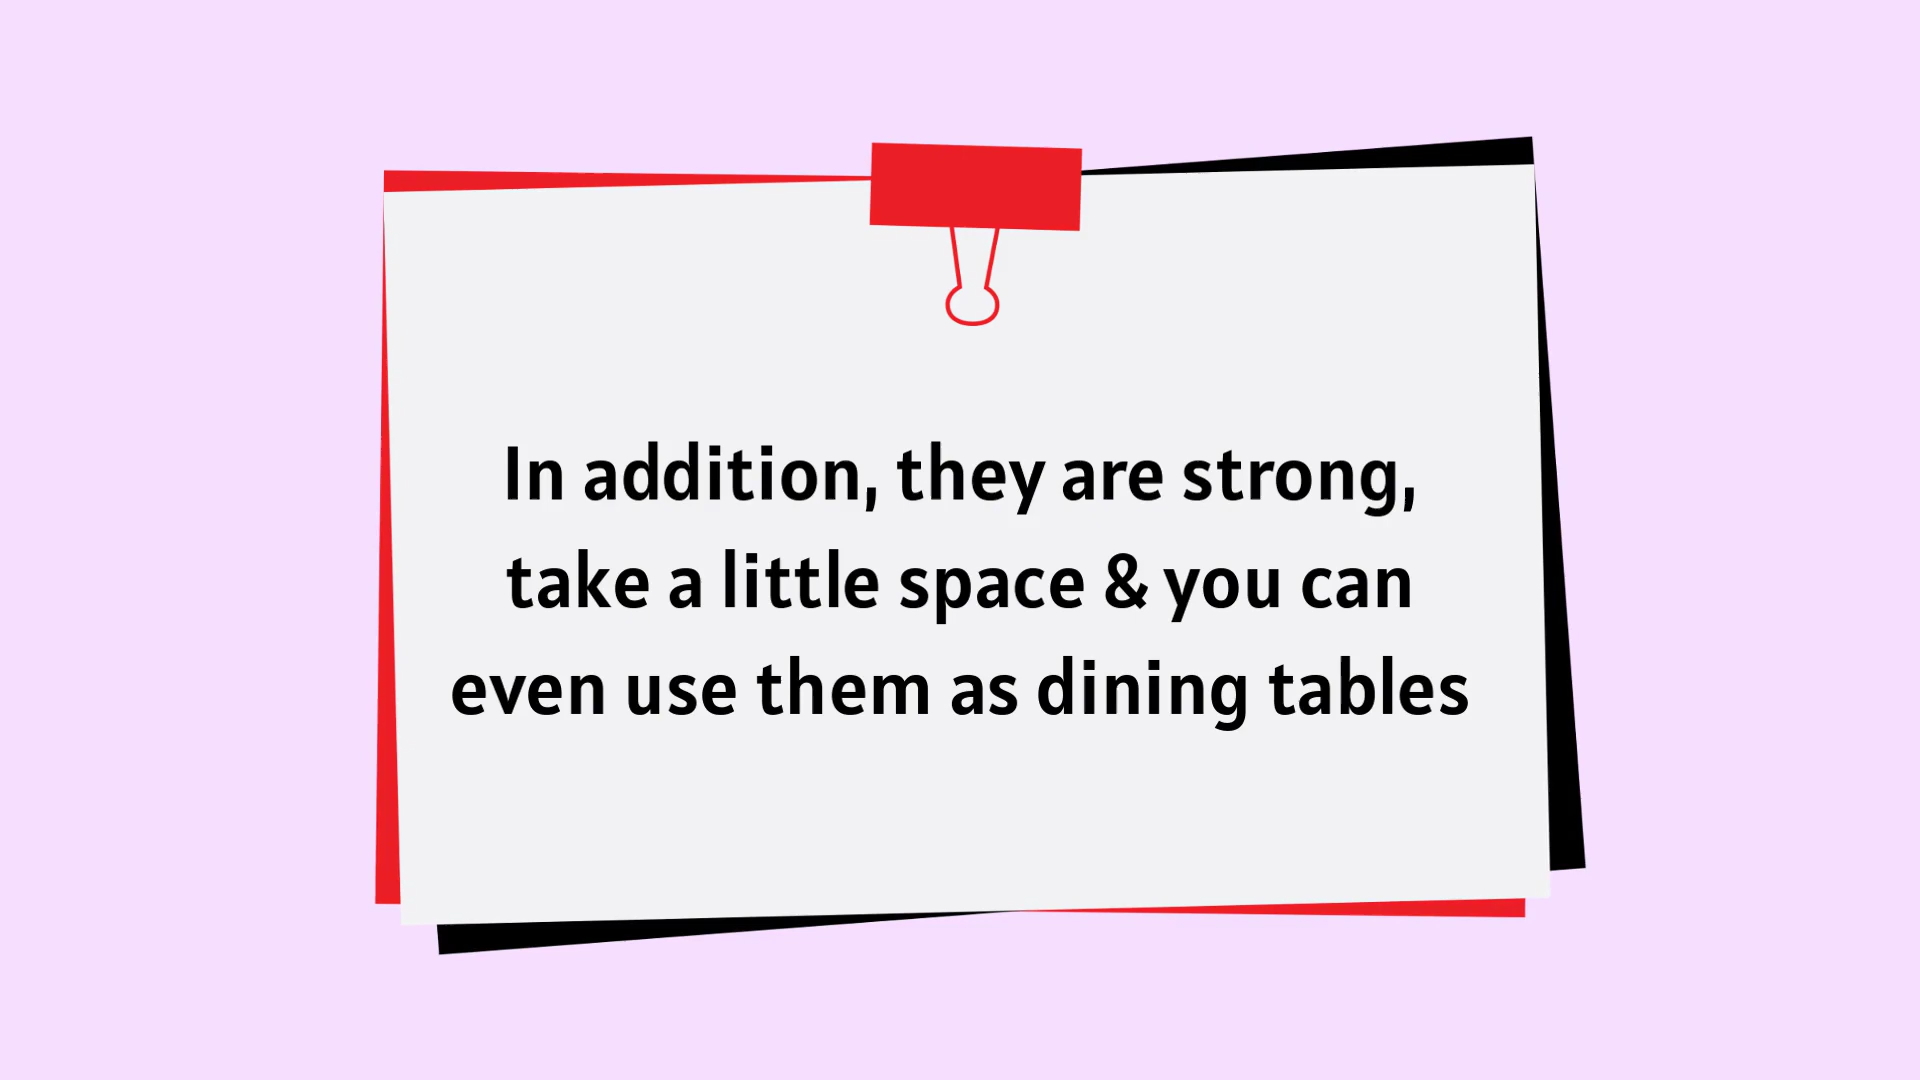 In addition, they are strong,
take a little space & you can
even use them as dining tables